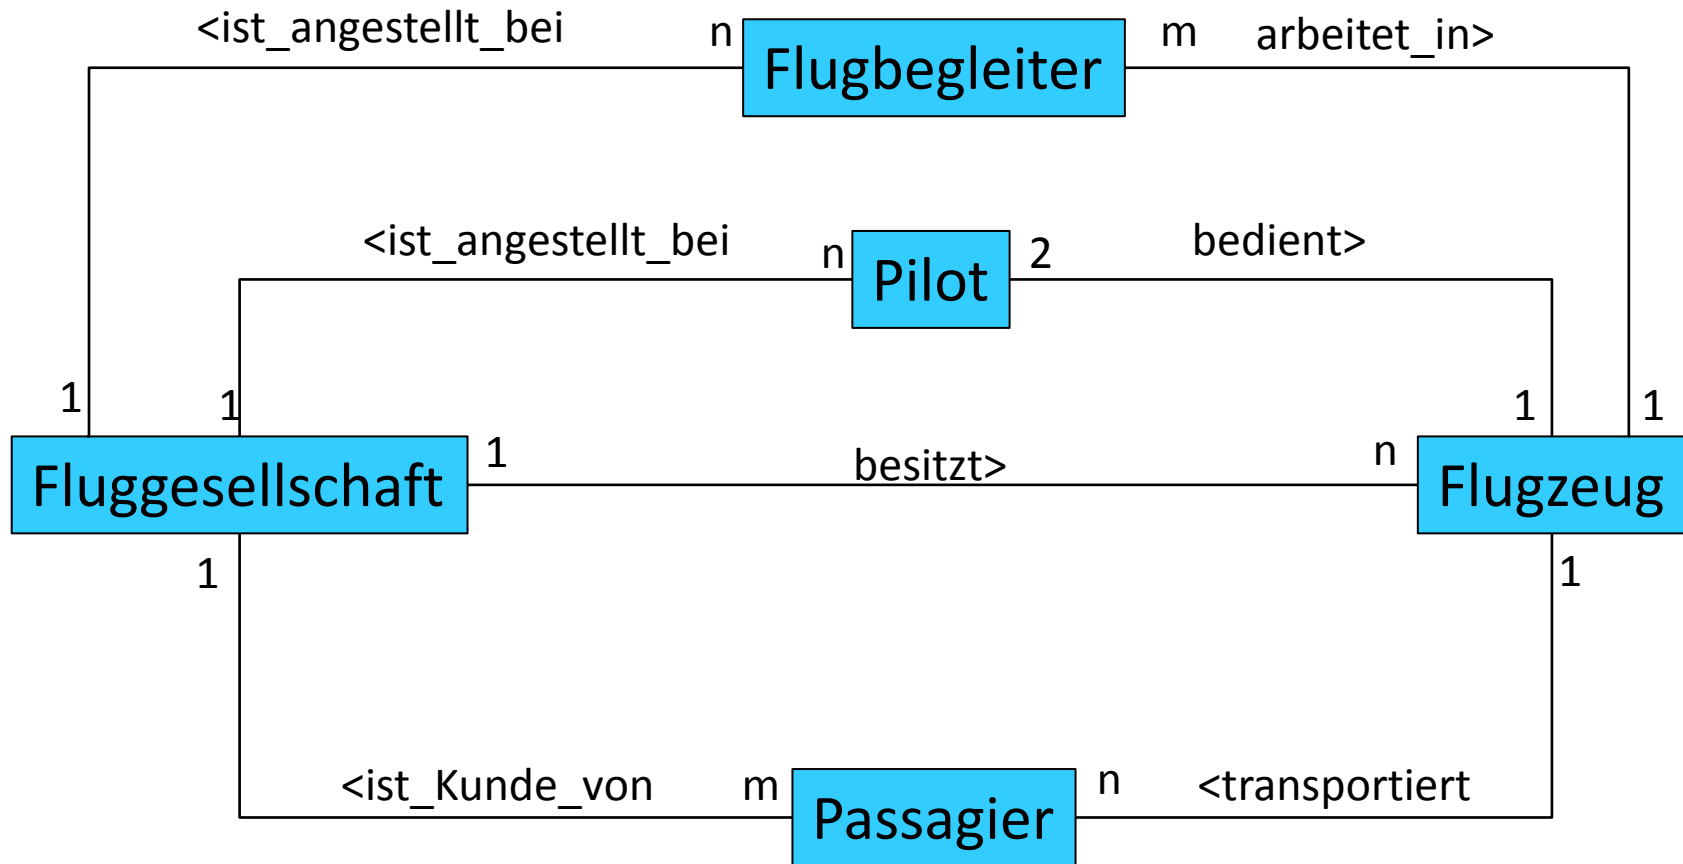 <ist_angestellt_bei n Flugbegleiter m arbeitet_in>
<ist_angestellt_bei n Pilot 2 bedient>
1 1 1 1
Fluggesellschaft 1 besitzt> n Flugzeug
1 1
<ist_Kunde_von m Passagier n <transportiert